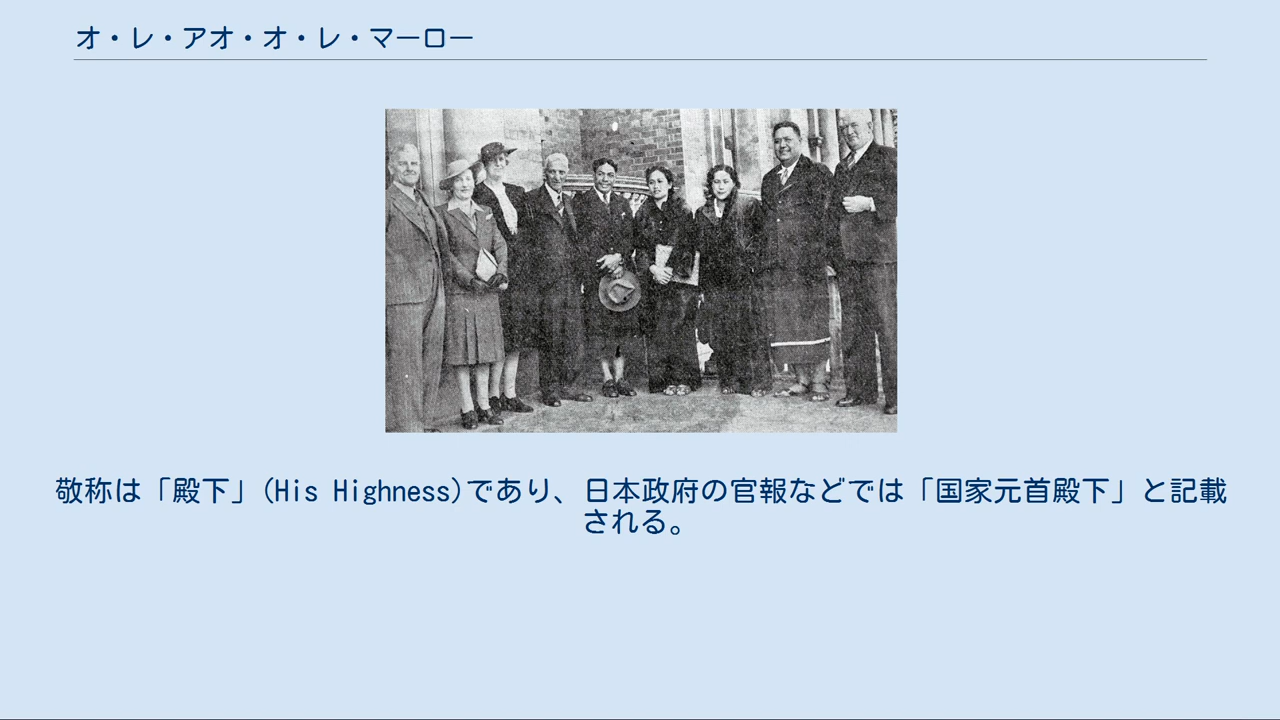 オ・レ・アオ・オ・レ・マーロー
敬称は「殿下」(His Highness)であり、日本政府の官報などでは「国家元首殿下」と記載
される。